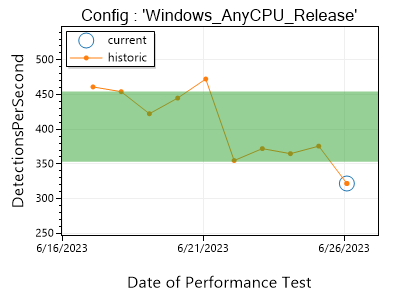 Config : 'Windows_AnyCPU_Release'
current
historic
DetectionsPerSecond
500
450
400
350
300
250
6/16/2023
6/21/2023
6/26/2023
Date of Performance Test